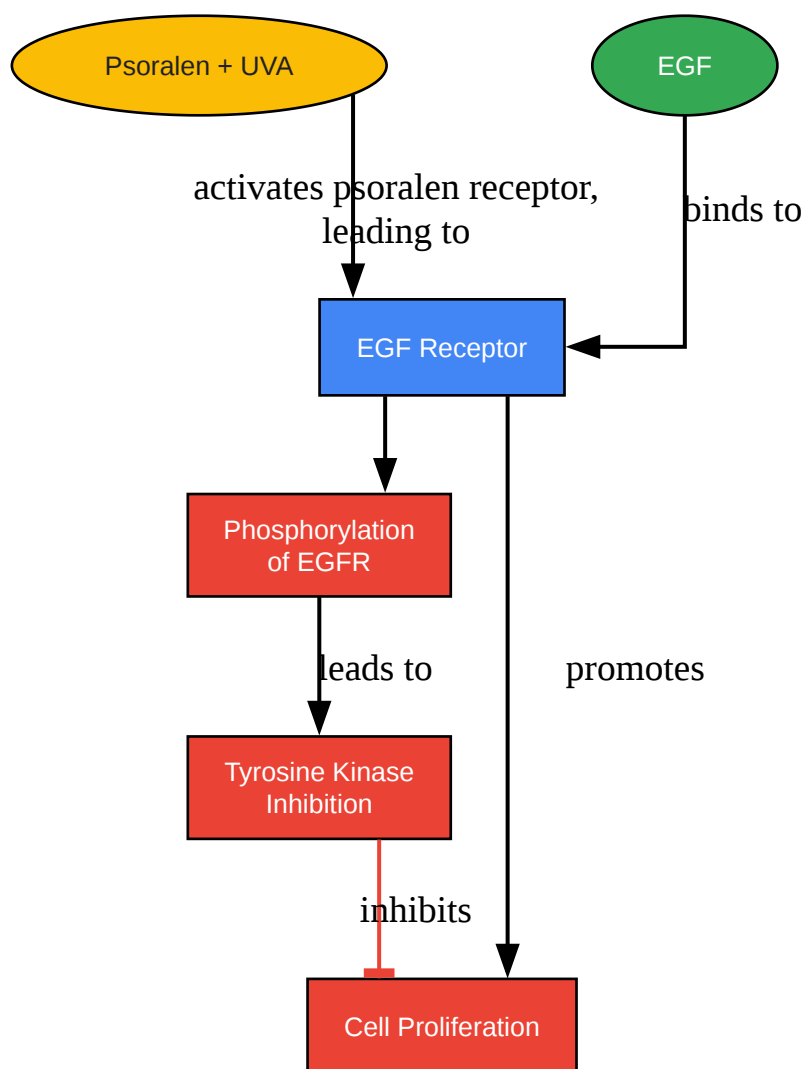 Psoralen + UVA
EGF
activates psoralen receptor,
leading to
binds to
EGF Receptor
Phosphorylation
of EGFR
leads to
promotes
Tyrosine Kinase
Inhibition
inhibits
Cell Proliferation